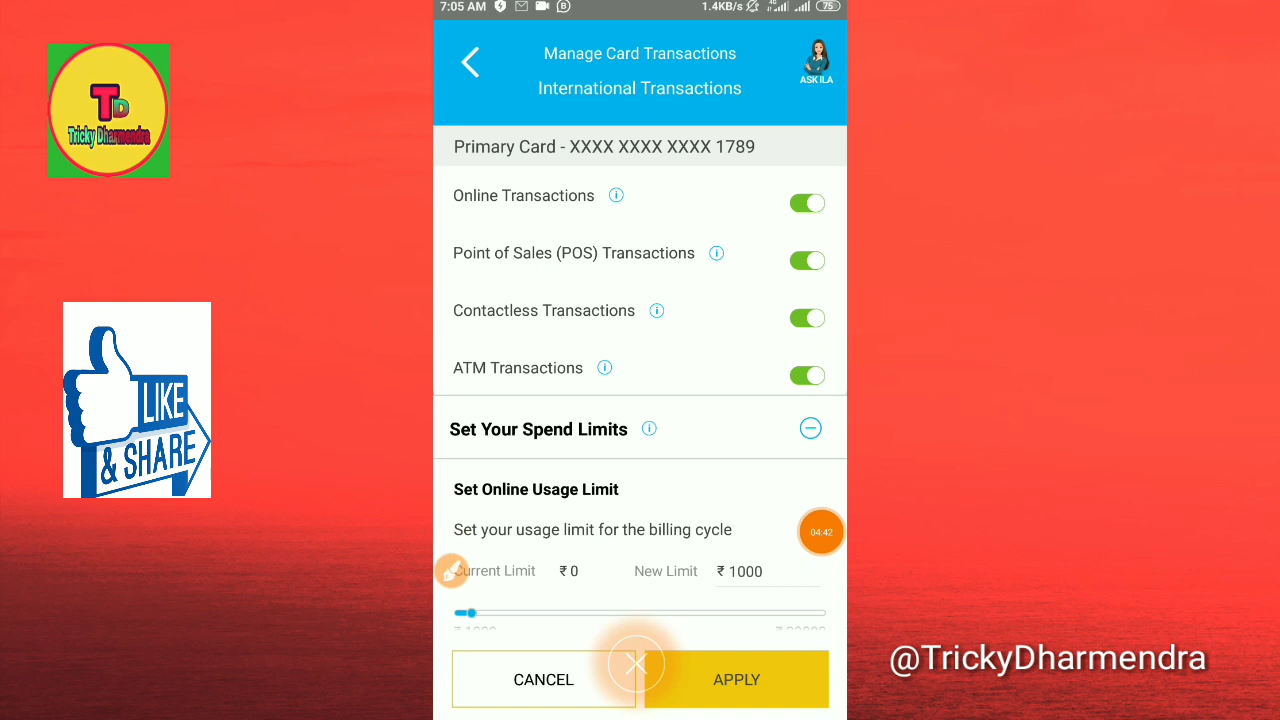 7:05 AM
1.4KB/s
4G
75
Manage Card Transactions
International Transactions
ASK ILA
TD
Tricky Dharmendra
Primary Card - XXXX XXXX XXXX 1789
Online Transactions
Point of Sales (POS) Transactions
Contactless Transactions
ATM Transactions
LIKE
& SHARE
Set Your Spend Limits
Set Online Usage Limit
Set your usage limit for the billing cycle
04:42
Current Limit ₹ 0 New Limit ₹ 1000
CANCEL
APPLY
@TrickyDharmendra